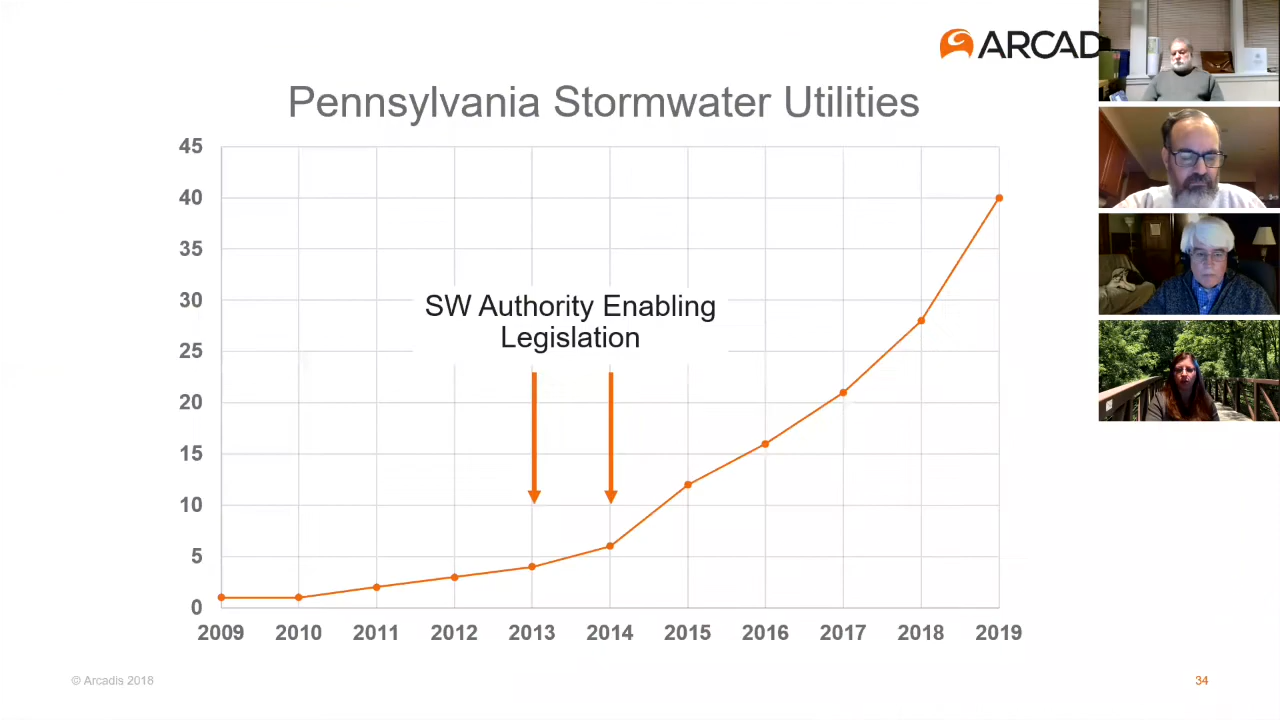 ARCAD
Pennsylvania Stormwater Utilities
45
40
35
30
25
20
15
10
5
0
SW Authority Enabling
Legislation
2009 2010 2011 2012 2013 2014 2015 2016 2017 2018 2019
© Arcadis 2018
34